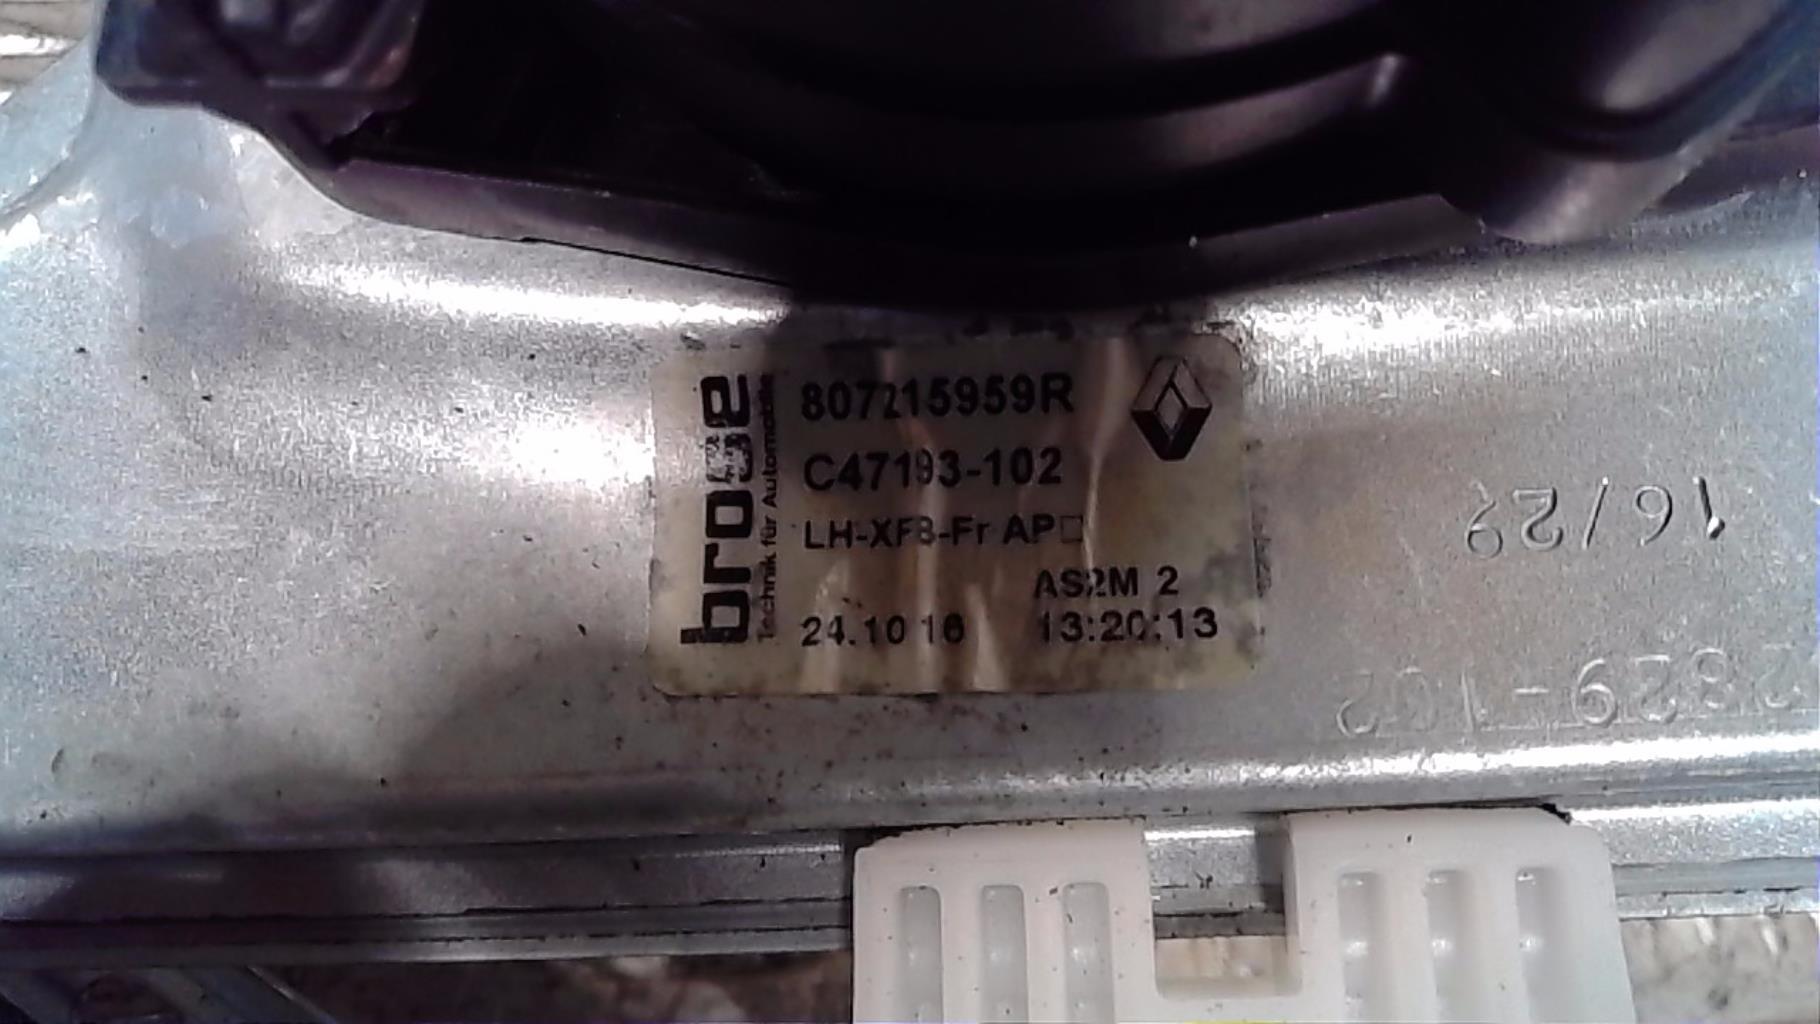 brose
Technik für Automobile
807215959R
C47193-102
LH-XFB-Fr AP□
AS2M 2
24.10 16 13:20:13
16/29
2829-102